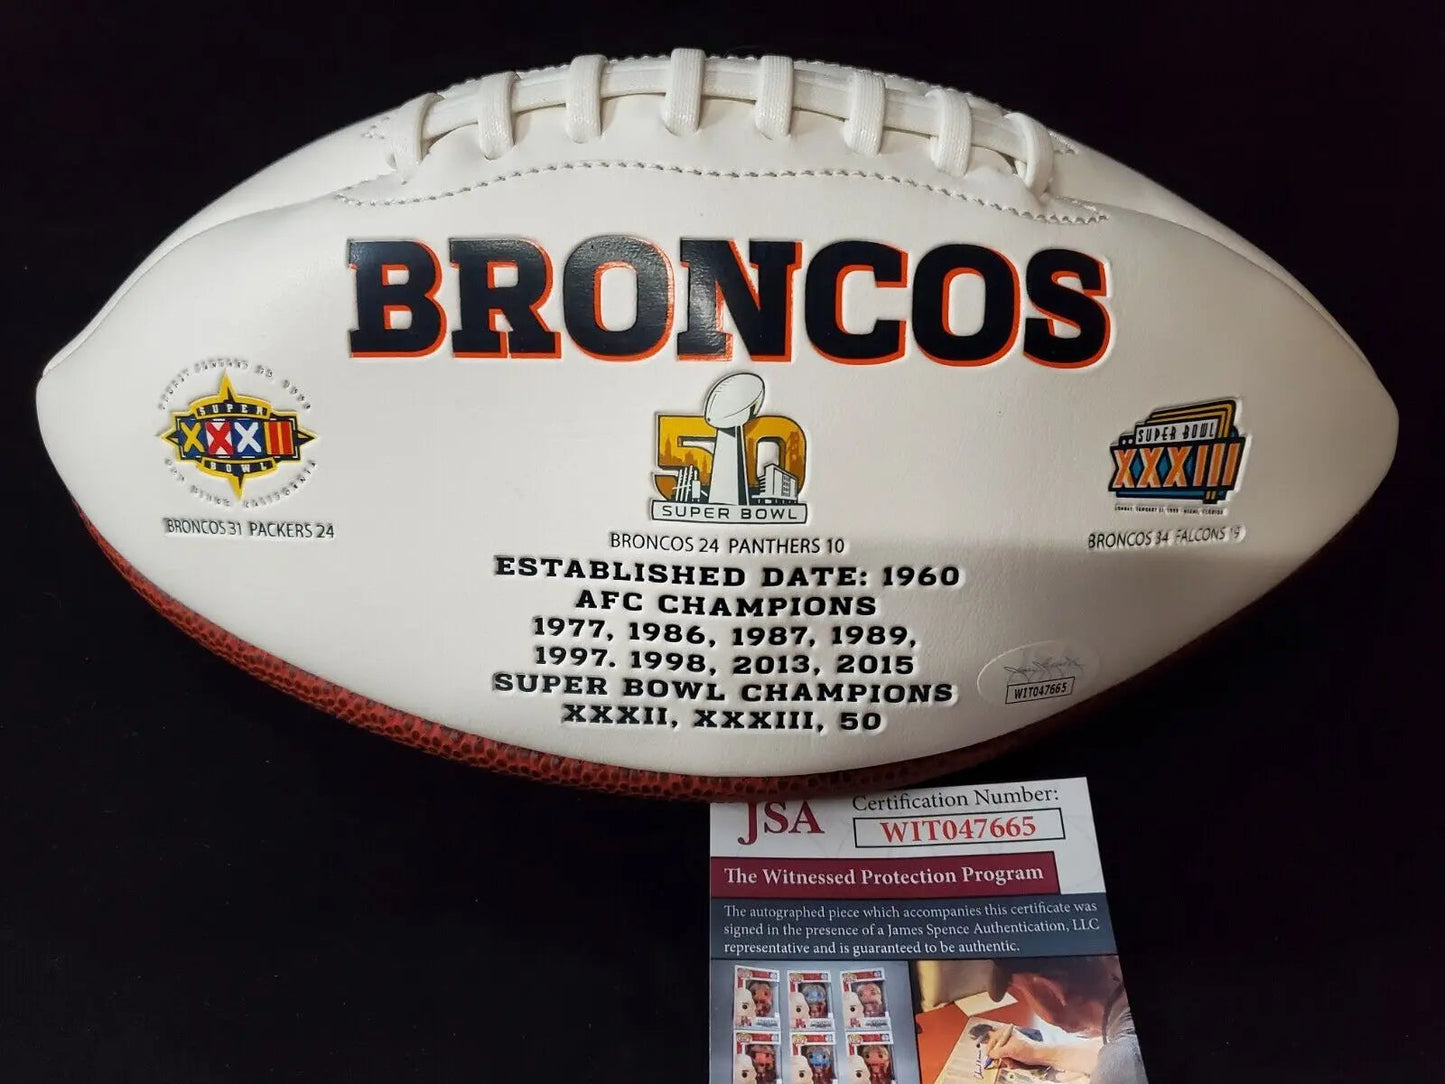 BRONCOS
SUPER
XXXII
BOWL
CALIFORNIA
BRONCOS 31 PACKERS 24
50
SUPER BOWL
BRONCOS 24 PANTHERS 10
SUPER BOWL
XXXIII
BRONCOS 34 FALCONS 19
ESTABLISHED DATE: 1960
AFC CHAMPIONS
1977, 1986, 1987, 1989,
1997. 1998, 2013, 2015
SUPER BOWL CHAMPIONS
XXXII, XXXIII, 50
WIT047665
JSA
Certification Number:
WIT047665
The Witnessed Protection Program
The autographed piece which accompanies this certificate was
signed in the presence of a James Spence Authentication, LLC
representative and is guaranteed to be authentic.